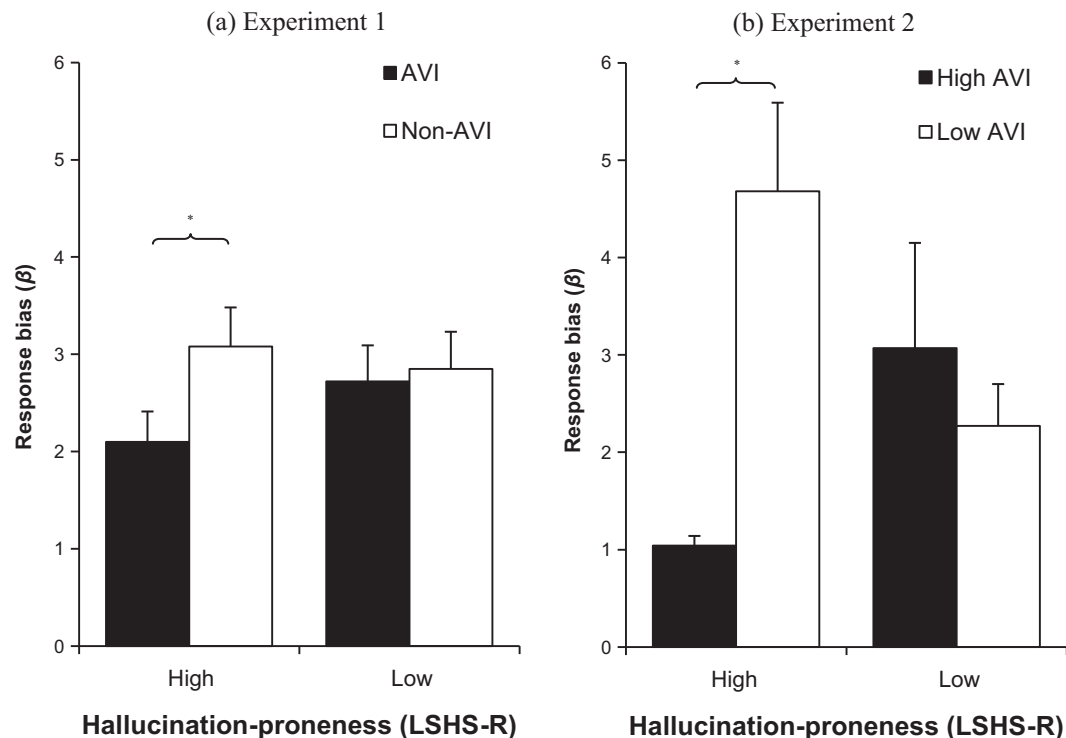 (a) Experiment 1
6
5
4
3
2
1
0
Response bias (β)
AVI
Non-AVI
*
High
Low
Hallucination-proneness (LSHS-R)
(b) Experiment 2
6
5
4
3
2
1
0
Response bias (β)
High AVI
Low AVI
*
High
Low
Hallucination-proneness (LSHS-R)